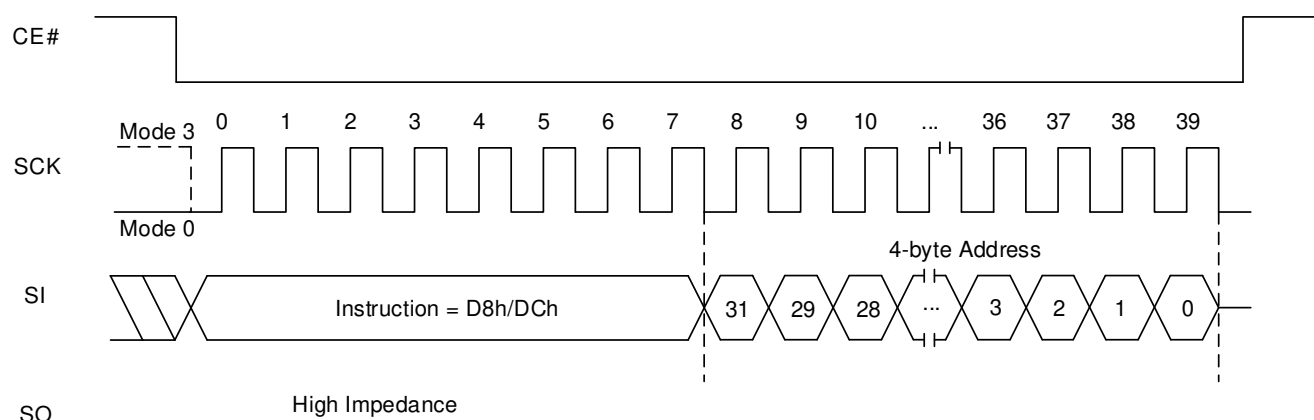 CE#
Mode 3 0 1 2 3 4 5 6 7 8 9 10 ... 36 37 38 39
SCK
Mode 0
4-byte Address
SI Instruction = D8h/DCh 31 29 28 ... 3 2 1 0
High Impedance
SO